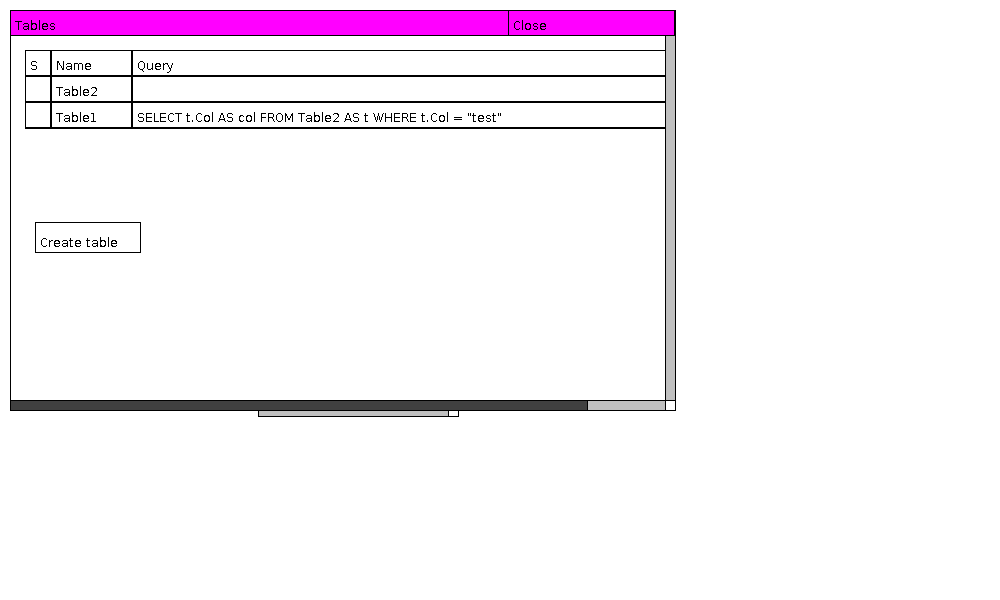 Tables Close
S Name Query
Table2
Table1 SELECT t.Col AS col FROM Table2 AS t WHERE t.Col = "test"
Create table